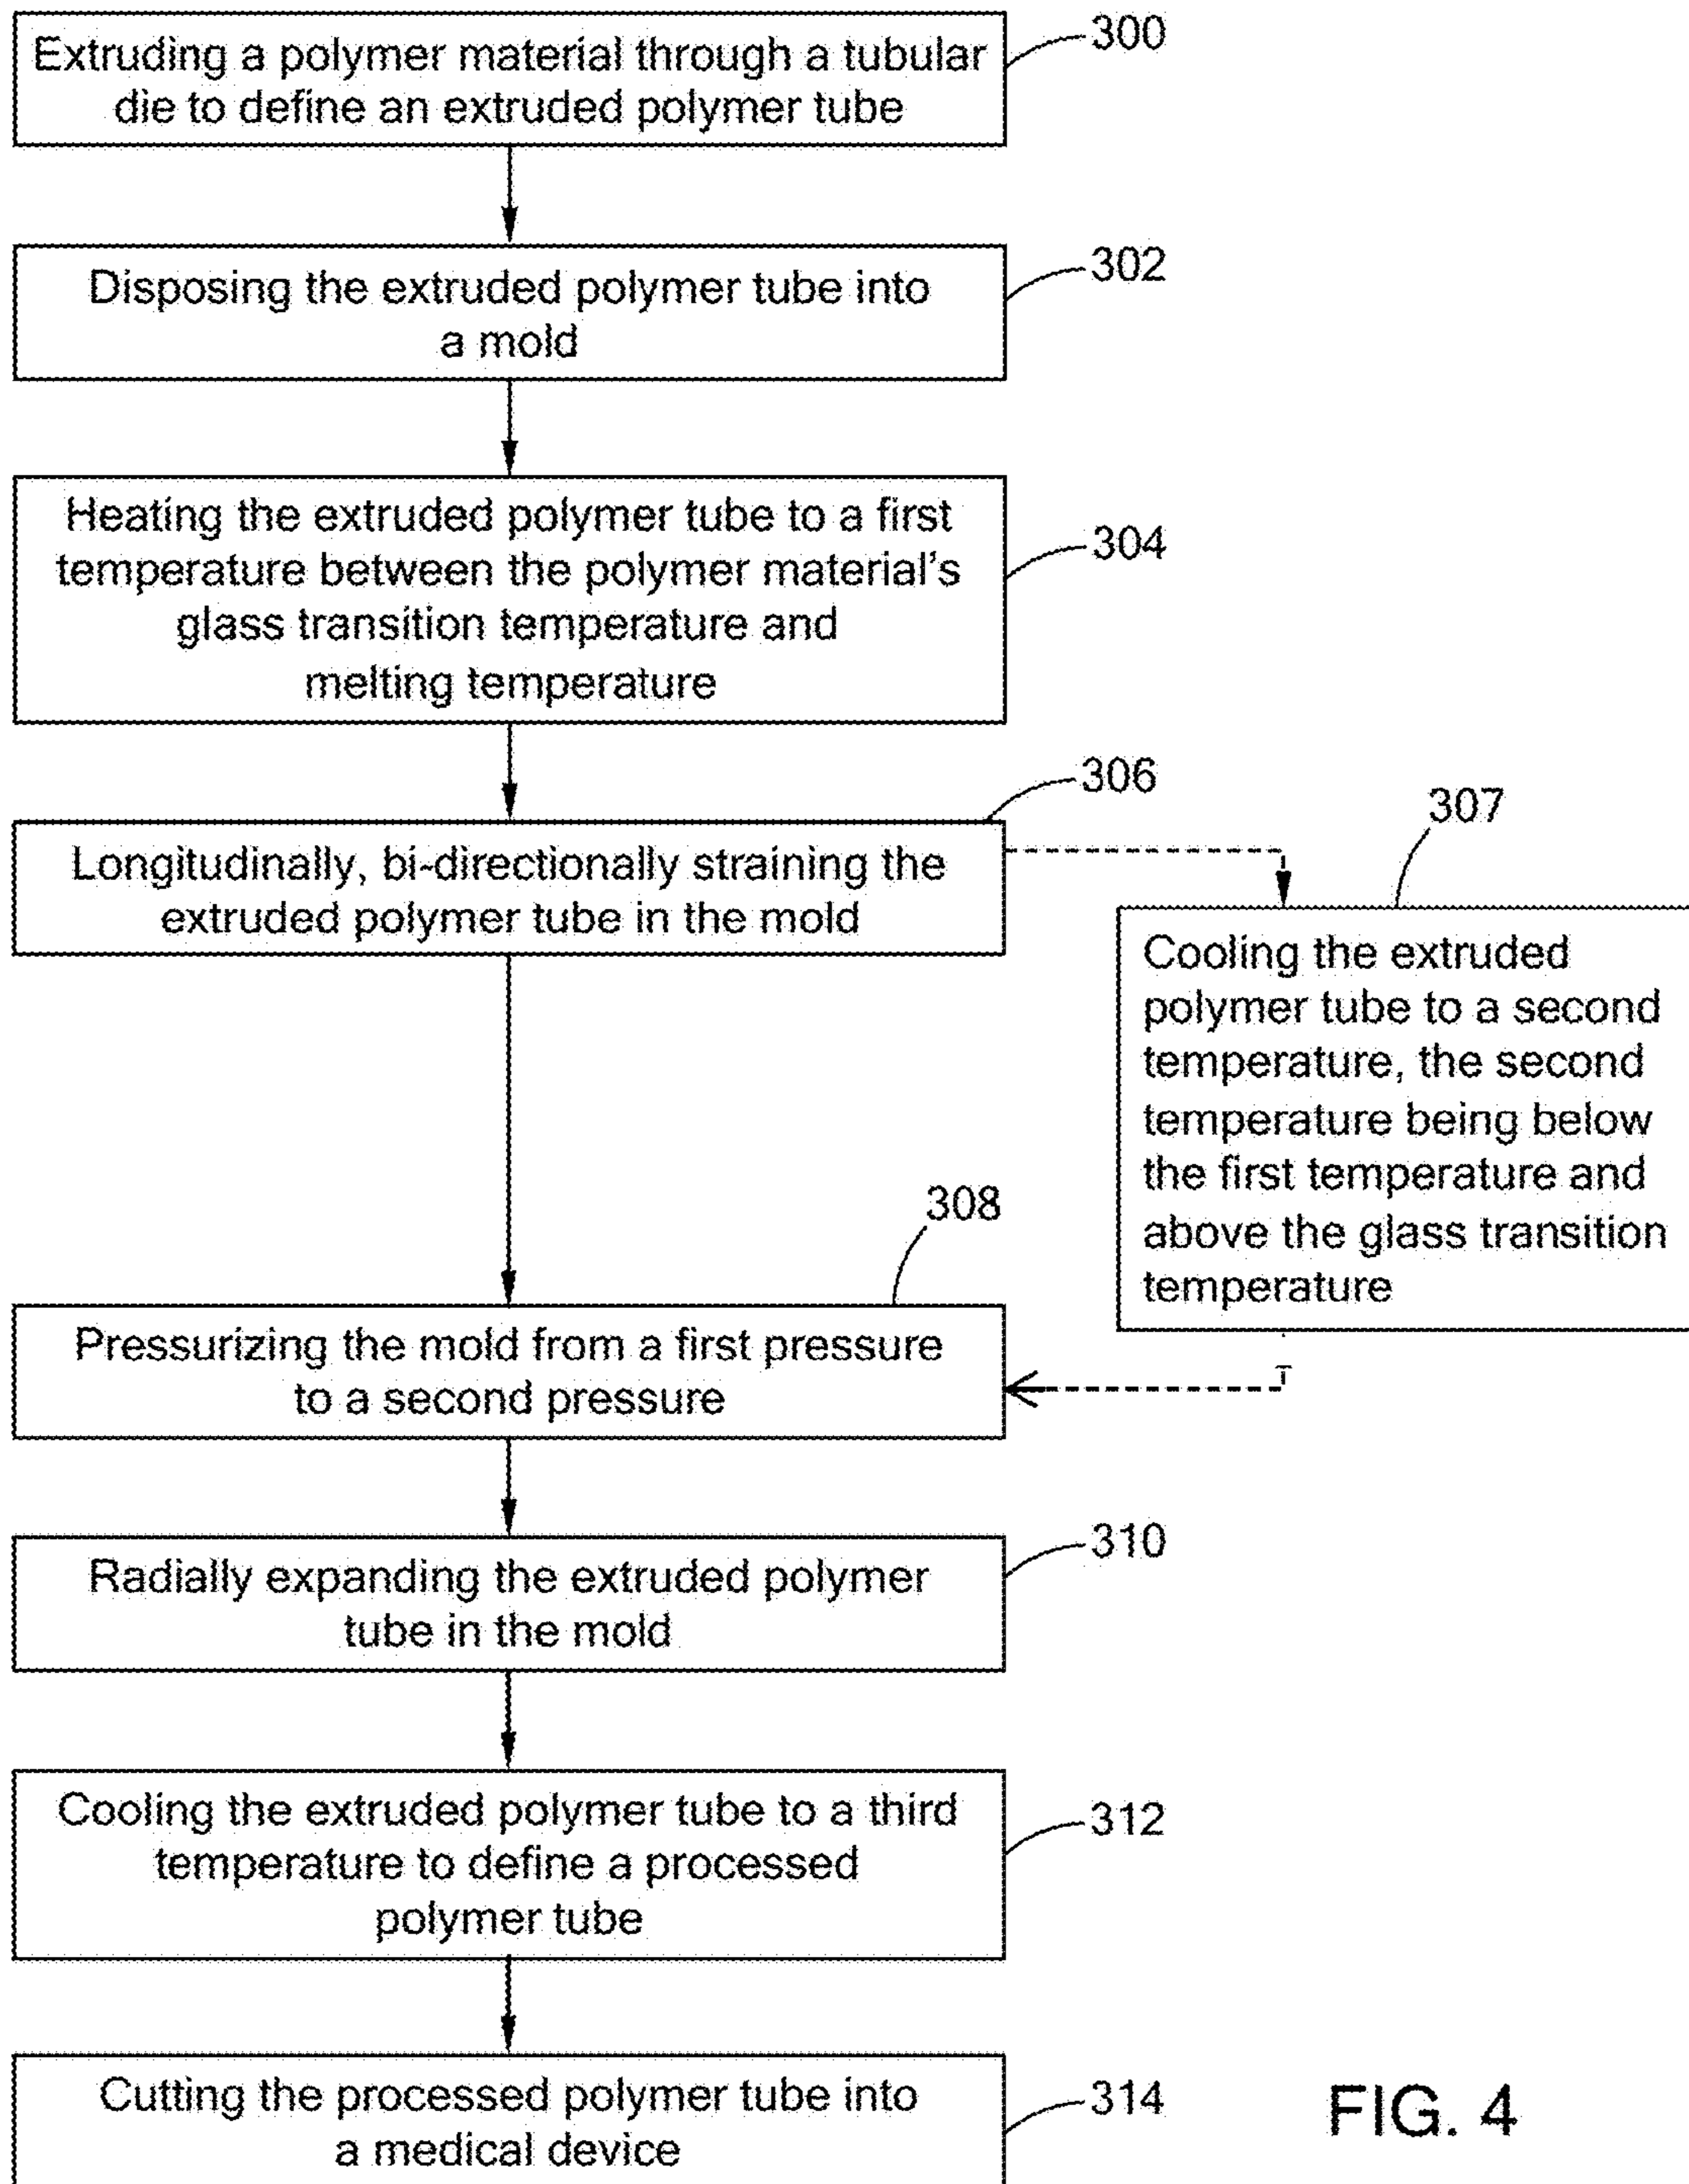 Extruding a polymer material through a tubular
die to define an extruded polymer tube
300
Disposing the extruded polymer tube into
a mold
302
Heating the extruded polymer tube to a first
temperature between the polymer material's
glass transition temperature and
melting temperature
304
Longitudinally, bi-directionally straining the
extruded polymer tube in the mold
306
307
Cooling the extruded
polymer tube to a second
temperature, the second
temperature being below
the first temperature and
above the glass transition
temperature
308
Pressurizing the mold from a first pressure
to a second pressure
Radially expanding the extruded polymer
tube in the mold
310
Cooling the extruded polymer tube to a third
temperature to define a processed
polymer tube
312
Cutting the processed polymer tube into
a medical device
314
FIG. 4